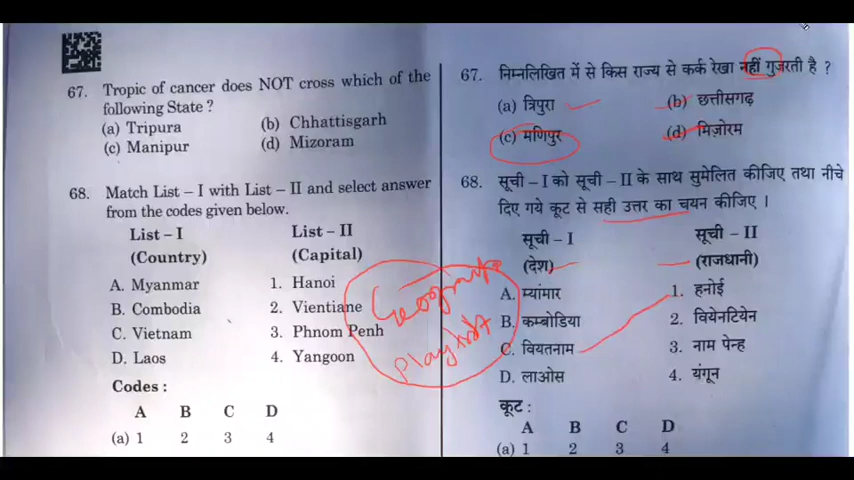 67. Tropic of cancer does NOT cross which of the
following State ?
(a) Tripura (b) Chhattisgarh
(c) Manipur (d) Mizoram
68. Match List – I with List – II and select answer
from the codes given below.
List – I List – II
(Country) (Capital)
A. Myanmar 1. Hanoi
B. Combodia 2. Vientiane
C. Vietnam 3. Phnom Penh
D. Laos 4. Yangoon
Codes :
A B C D
(a) 1 2 3 4
playlist
67. निम्नलिखित में से किस राज्य से कर्क रेखा नहीं गुजरती है ?
(a) त्रिपुरा (b) छत्तीसगढ़
(c) मणिपुर (d) मिज़ोरम
68. सूची – I को सूची – II के साथ सुमेलित कीजिए तथा नीचे
दिए गये कूट से सही उत्तर का चयन कीजिए ।
सूची – I सूची – II
(देश) (राजधानी)
A. म्यांमार 1. हनोई
B. कम्बोडिया 2. वियेनटियेन
C. वियतनाम 3. नाम पेन्ह
D. लाओस 4. यंगून
कूट :
A B C D
(a) 1 2 3 4